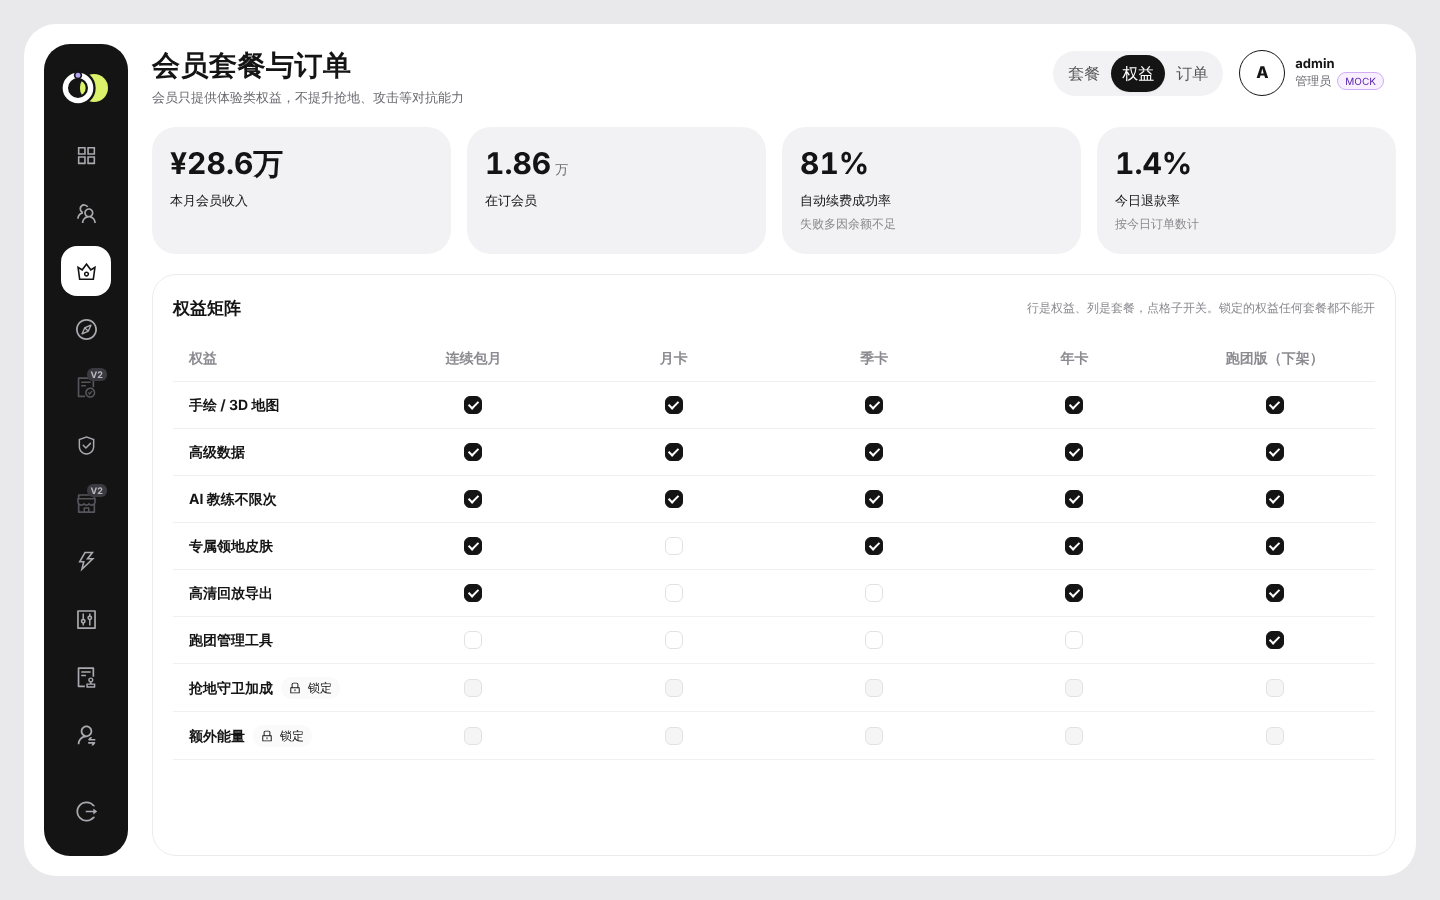 会员套餐与订单
会员只提供体验类权益，不提升抢地、攻击等对抗能力
套餐 权益 订单
A
admin
管理员 MOCK
¥28.6万
本月会员收入
1.86 万
在订会员
81%
自动续费成功率
失败多因余额不足
1.4%
今日退款率
按今日订单数计
V2
V2
权益矩阵
行是权益、列是套餐，点格子开关。锁定的权益任何套餐都不能开
权益 连续包月 月卡 季卡 年卡 跑团版（下架）
手绘 / 3D 地图
高级数据
AI 教练不限次
专属领地皮肤
高清回放导出
跑团管理工具
抢地守卫加成 锁定
额外能量 锁定